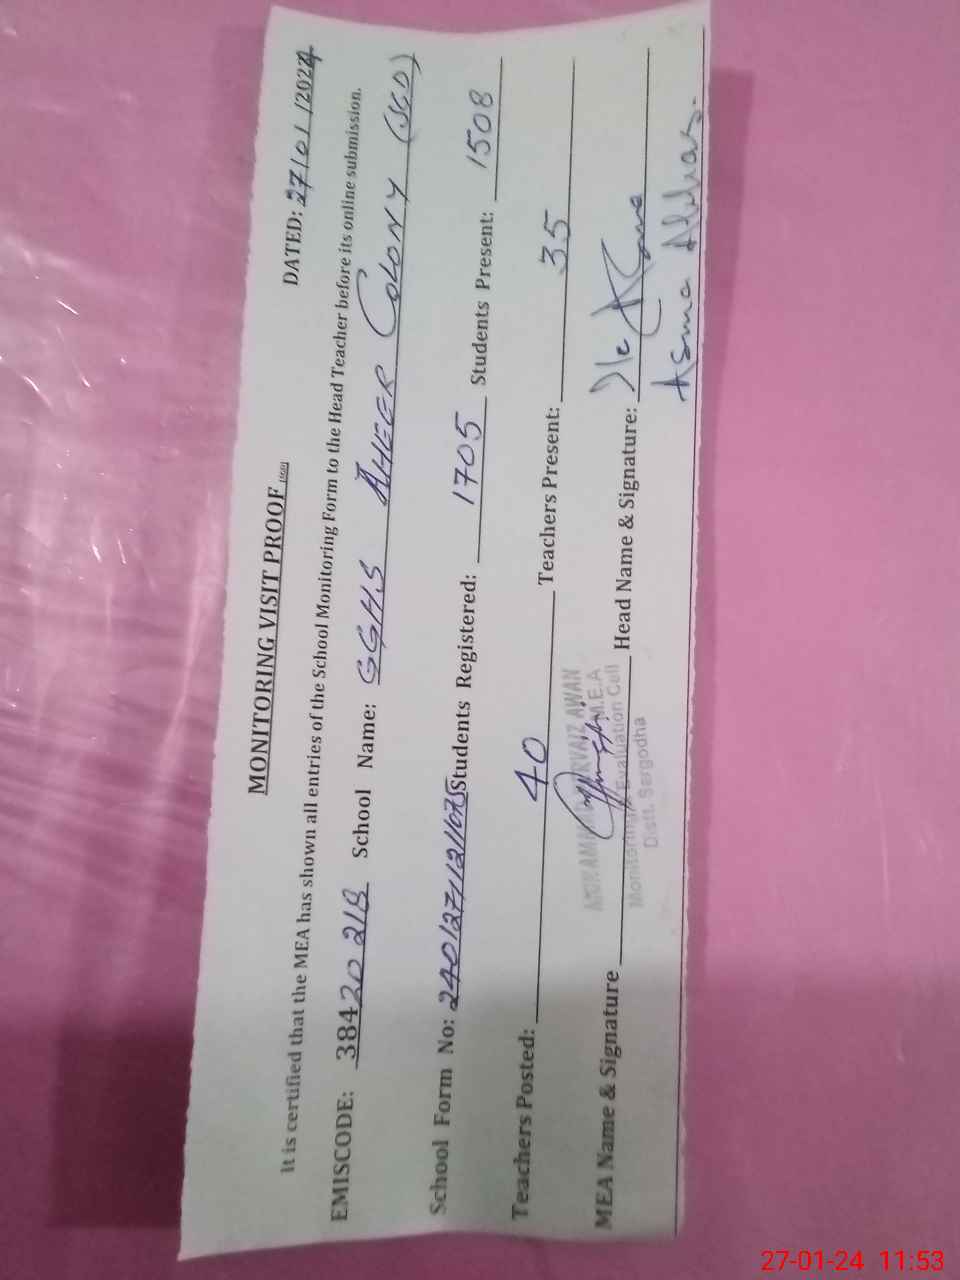 MONITORING VISIT PROOF
DATED: 27/01/2024
It is certified that the MEA has shown all entries of the School Monitoring Form to the Head Teacher before its online submission.
EMISCODE: 38420218 School Name: GGHS AHEER COLONY (SGD)
School Form No: Students Registered: 1705 Students Present: 1508
Teachers Posted: 40 Teachers Present: 35
MEA Name & Signature Head Name & Signature:
AWAN
M.E.A
Monitoring Evaluation Cell
Distt. Sargodha
Asma
27-01-24 11:53